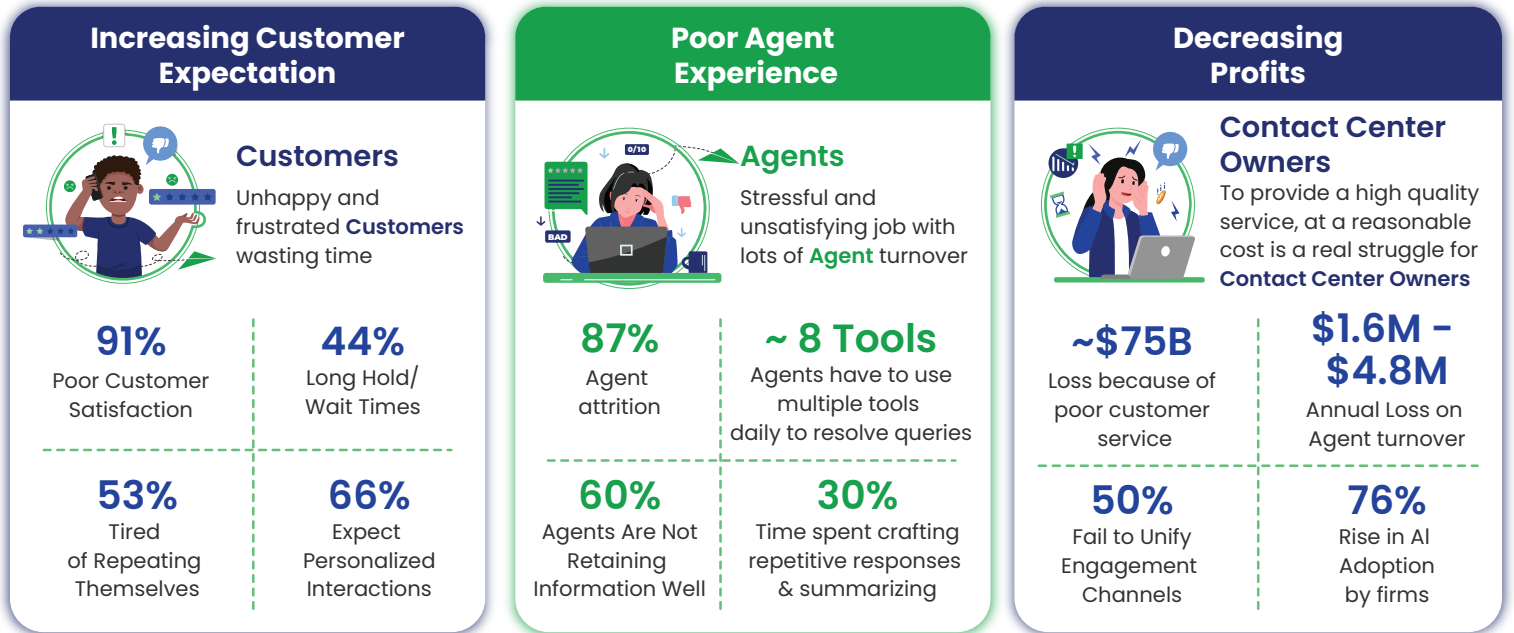 Increasing Customer
Expectation
Customers
Unhappy and
frustrated Customers
wasting time
91%
Poor Customer
Satisfaction
44%
Long Hold/
Wait Times
53%
Tired
of Repeating
Themselves
66%
Expect
Personalized
Interactions
Poor Agent
Experience
0/10
BAD
Agents
Stressful and
unsatisfying job with
lots of Agent turnover
87%
Agent
attrition
~ 8 Tools
Agents have to use
multiple tools
daily to resolve queries
60%
Agents Are Not
Retaining
Information Well
30%
Time spent crafting
repetitive responses
& summarizing
Decreasing
Profits
Contact Center
Owners
To provide a high quality
service, at a reasonable
cost is a real struggle for
Contact Center Owners
~$75B
Loss because of
poor customer
service
$1.6M -
$4.8M
Annual Loss on
Agent turnover
50%
Fail to Unify
Engagement
Channels
76%
Rise in AI
Adoption
by firms